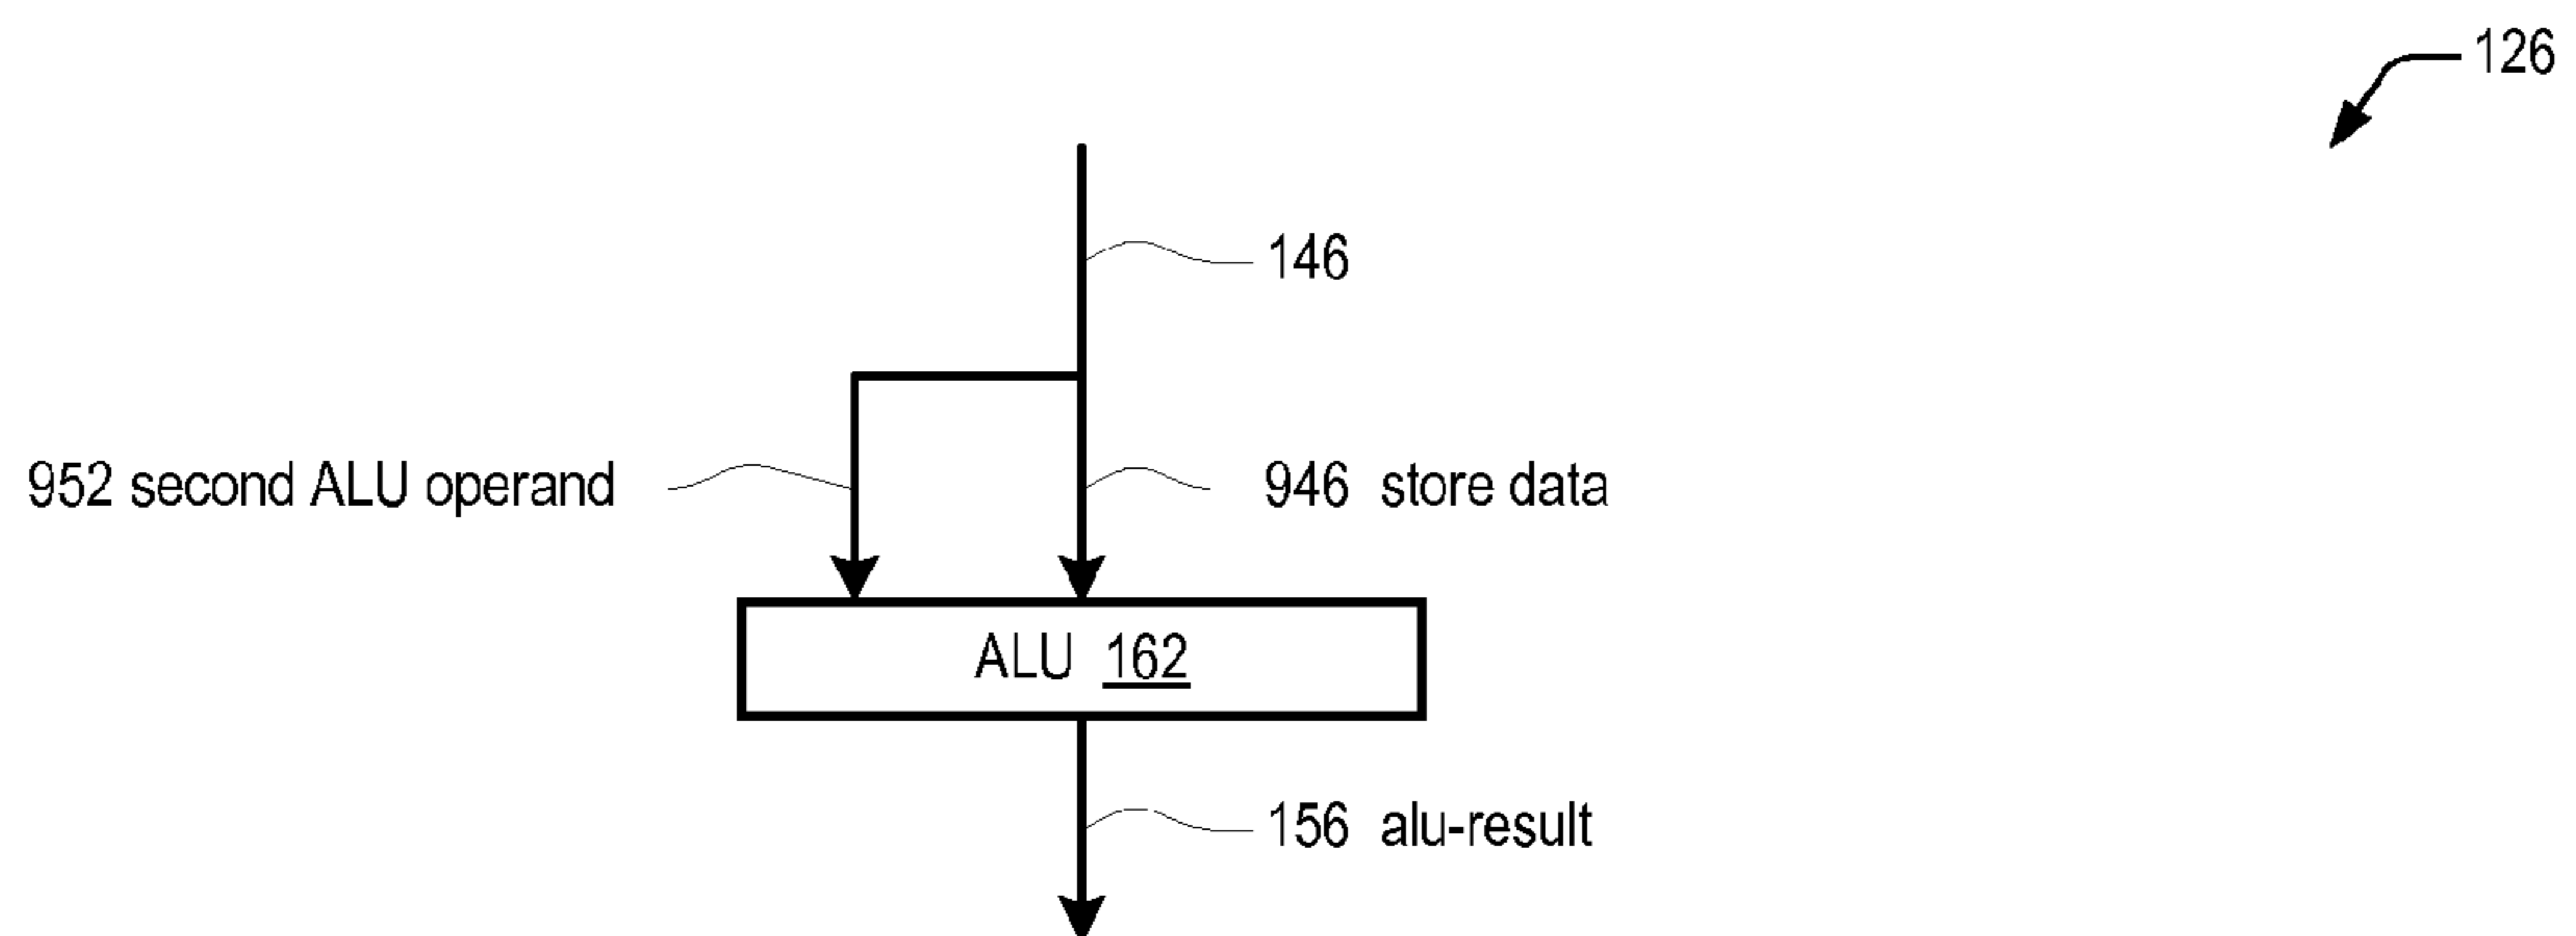 126
146
952 second ALU operand
946 store data
ALU 162
156 alu-result